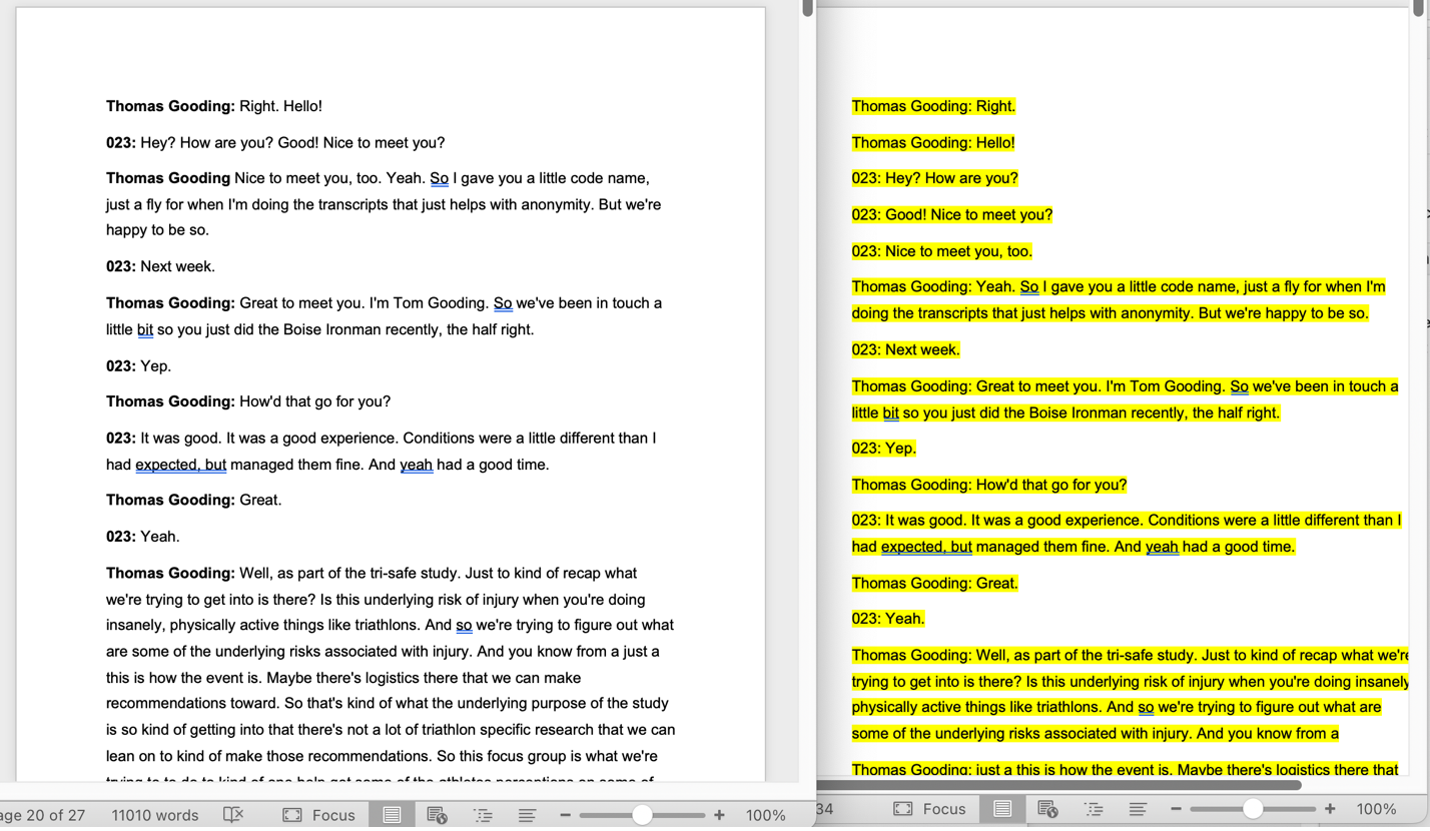 Thomas Gooding: Right. Hello!
023: Hey? How are you? Good! Nice to meet you?
Thomas Gooding Nice to meet you, too. Yeah. So I gave you a little code name,
just a fly for when I'm doing the transcripts that just helps with anonymity. But we're
happy to be so.
023: Next week.
Thomas Gooding: Great to meet you. I'm Tom Gooding. So we've been in touch a
little bit so you just did the Boise Ironman recently, the half right.
023: Yep.
Thomas Gooding: How'd that go for you?
023: It was good. It was a good experience. Conditions were a little different than I
had expected, but managed them fine. And yeah had a good time.
Thomas Gooding: Great.
023: Yeah.
Thomas Gooding: Well, as part of the tri-safe study. Just to kind of recap what
we're trying to get into is there? Is this underlying risk of injury when you're doing
insanely, physically active things like triathlons. And so we're trying to figure out what
are some of the underlying risks associated with injury. And you know from a just a
this is how the event is. Maybe there's logistics there that we can make
recommendations toward. So that's kind of what the underlying purpose of the study
is so kind of getting into that there's not a lot of triathlon specific research that we can
lean on to kind of make those recommendations. So this focus group is what we're
trying to to do to kind of one help get some of the athletes perceptions on some of
age 20 of 27
11010 words
Focus
100%
Thomas Gooding: Right.
Thomas Gooding: Hello!
023: Hey? How are you?
023: Good! Nice to meet you?
023: Nice to meet you, too.
Thomas Gooding: Yeah. So I gave you a little code name, just a fly for when I'm
doing the transcripts that just helps with anonymity. But we're happy to be so.
023: Next week.
Thomas Gooding: Great to meet you. I'm Tom Gooding. So we've been in touch a
little bit so you just did the Boise Ironman recently, the half right.
023: Yep.
Thomas Gooding: How'd that go for you?
023: It was good. It was a good experience. Conditions were a little different than I
had expected, but managed them fine. And yeah had a good time.
Thomas Gooding: Great.
023: Yeah.
Thomas Gooding: Well, as part of the tri-safe study. Just to kind of recap what we're
trying to get into is there? Is this underlying risk of injury when you're doing insanely
physically active things like triathlons. And so we're trying to figure out what are
some of the underlying risks associated with injury. And you know from a
Thomas Gooding: just a this is how the event is. Maybe there's logistics there that
34
Focus
100%